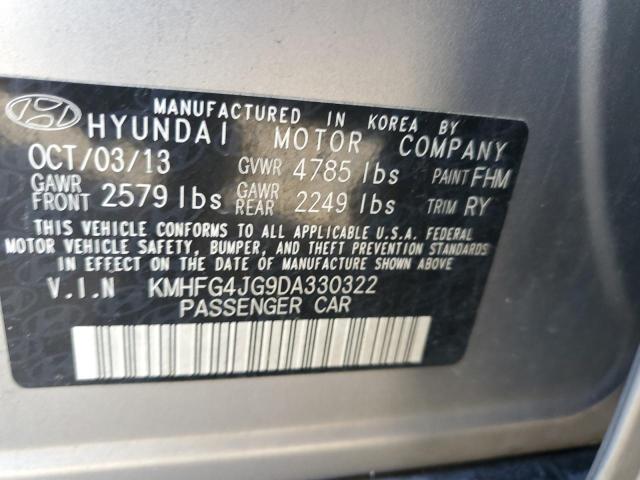 MANUFACTURED IN KOREA BY
HYUNDAI MOTOR COMPANY
OCT/03/13 GVWR 4785 lbs PAINT FHM
GAWR FRONT 2579 lbs GAWR REAR 2249 lbs TRIM RY
THIS VEHICLE CONFORMS TO ALL APPLICABLE U.S.A. FEDERAL
MOTOR VEHICLE SAFETY, BUMPER, AND THEFT PREVENTION STANDARDS
IN EFFECT ON THE DATE OF MANUFACTURE SHOWN ABOVE
V.I.N KMHFG4JG9DA330322
PASSENGER CAR